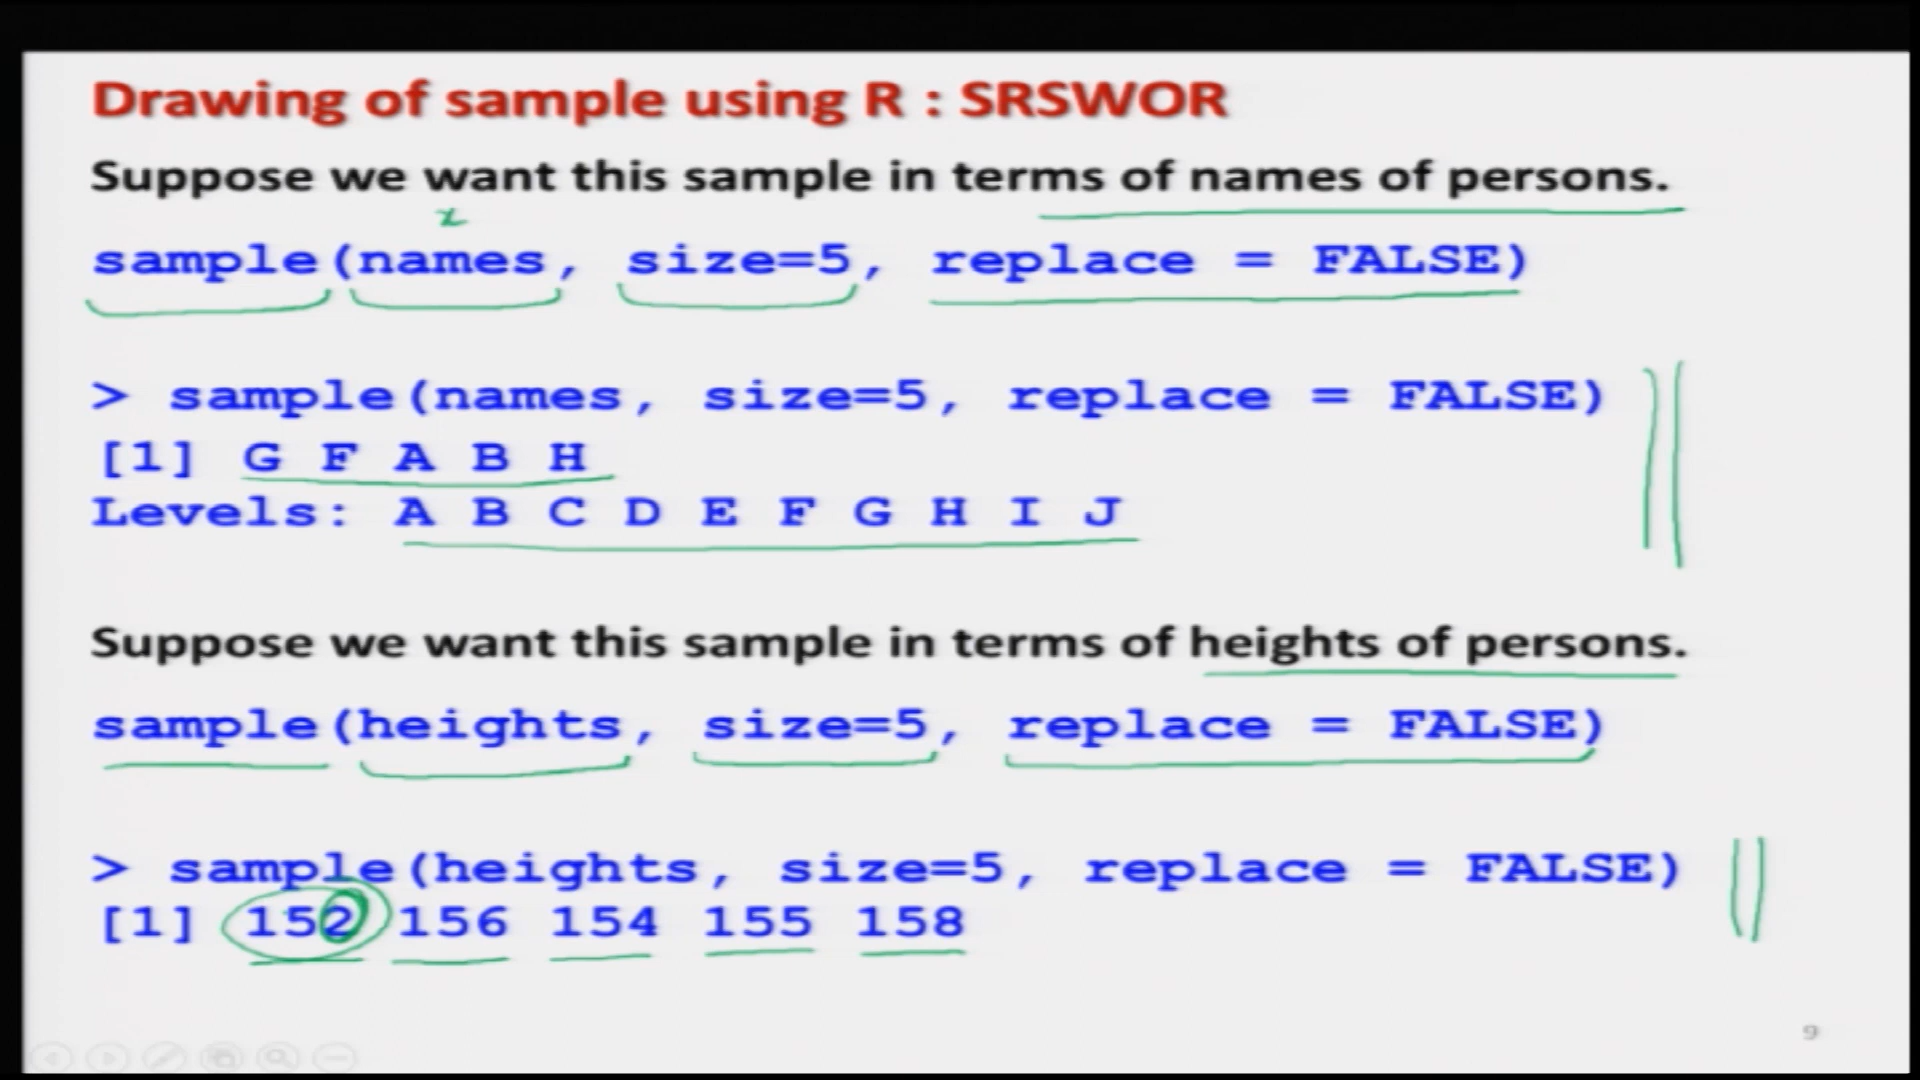 Drawing of sample using R : SRSWOR
Suppose we want this sample in terms of names of persons.
x
sample(names, size=5, replace = FALSE)
> sample(names, size=5, replace = FALSE)
[1] G F A B H
Levels: A B C D E F G H I J
Suppose we want this sample in terms of heights of persons.
sample(heights, size=5, replace = FALSE)
> sample(heights, size=5, replace = FALSE)
[1] 152 156 154 155 158
9